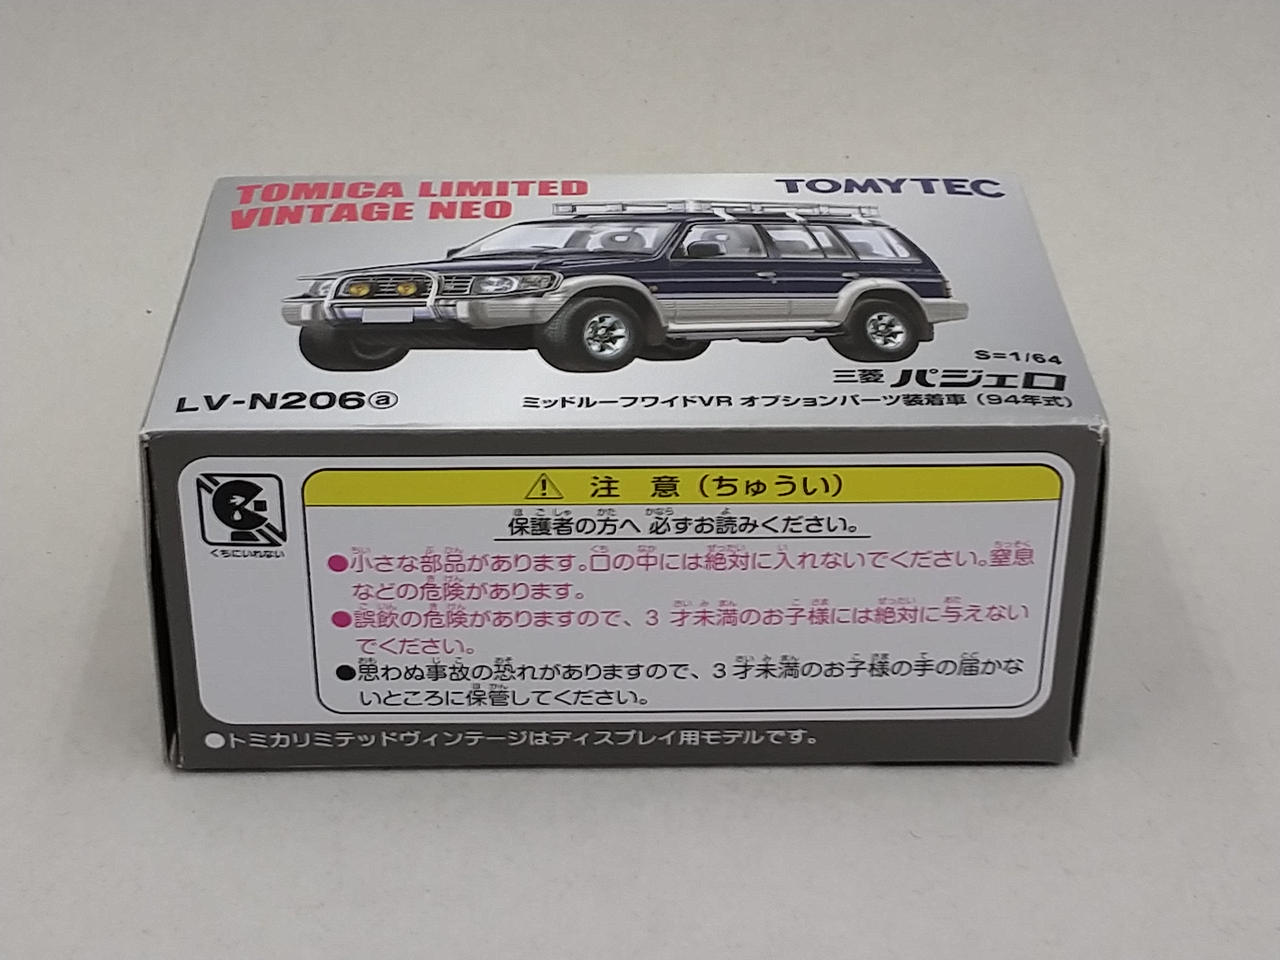 TOMICA LIMITED
VINTAGE NEO
TOMYTEC
S=1/64
三菱 パジェロ
LV-N206ⓐ
ミッドルーフワイドVR オプションパーツ装着車（94年式）
くちにいれない
注 意（ちゅうい）
保護者の方へ 必ずお読みください。
●小さな部品があります。口の中には絶対に入れないでください。窒息
などの危険があります。
●誤飲の危険がありますので、3 才未満のお子様には絶対に与えない
でください。
●思わぬ事故の恐れがありますので、3才未満のお子様の手の届かな
いところに保管してください。
●トミカリミテッドヴィンテージはディスプレイ用モデルです。